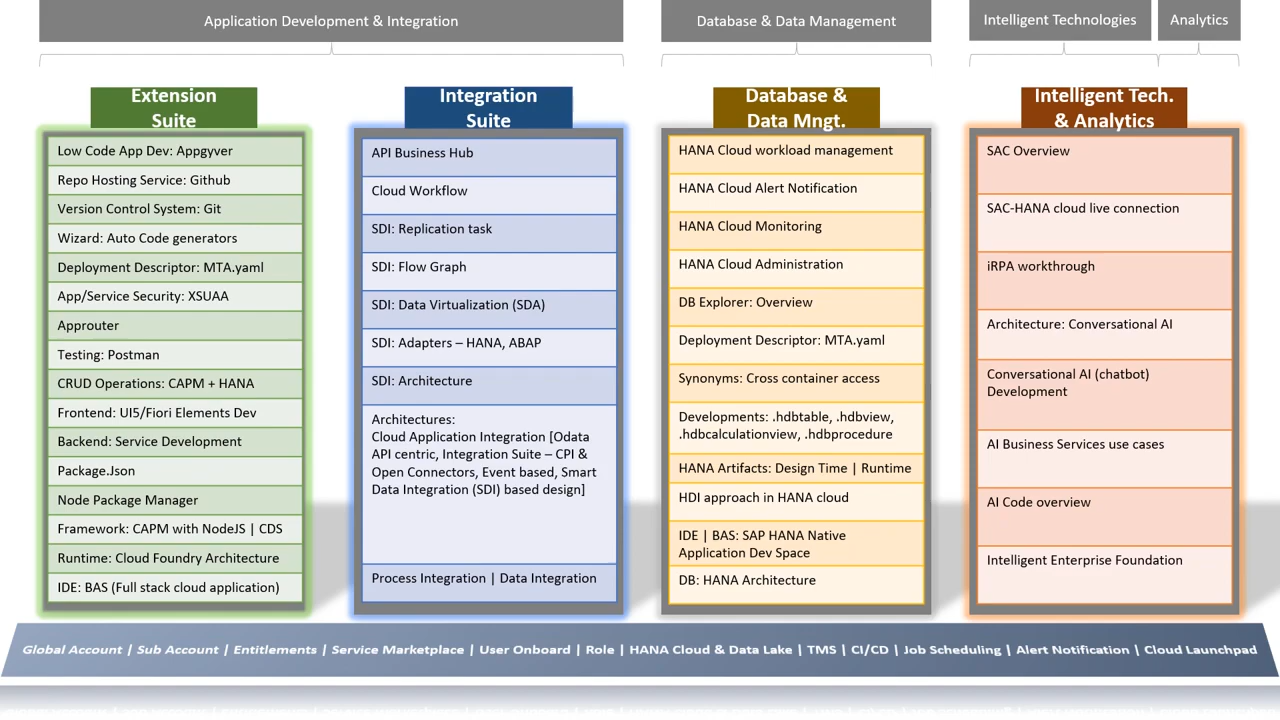 Application Development & Integration
Database & Data Management
Intelligent Technologies
Analytics
Extension
Suite
Low Code App Dev: Appgyver
Repo Hosting Service: Github
Version Control System: Git
Wizard: Auto Code generators
Deployment Descriptor: MTA.yaml
App/Service Security: XSUAA
Approuter
Testing: Postman
CRUD Operations: CAPM + HANA
Frontend: UI5/Fiori Elements Dev
Backend: Service Development
Package.Json
Node Package Manager
Framework: CAPM with NodeJS | CDS
Runtime: Cloud Foundry Architecture
IDE: BAS (Full stack cloud application)
Integration
Suite
API Business Hub
Cloud Workflow
SDI: Replication task
SDI: Flow Graph
SDI: Data Virtualization (SDA)
SDI: Adapters – HANA, ABAP
SDI: Architecture
Architectures:
Cloud Application Integration [Odata
API centric, Integration Suite – CPI &
Open Connectors, Event based, Smart
Data Integration (SDI) based design]
Process Integration | Data Integration
Database &
Data Mngt.
HANA Cloud workload management
HANA Cloud Alert Notification
HANA Cloud Monitoring
HANA Cloud Administration
DB Explorer: Overview
Deployment Descriptor: MTA.yaml
Synonyms: Cross container access
Developments: .hdbtable, .hdbview,
.hdbcalculationview, .hdbprocedure
HANA Artifacts: Design Time | Runtime
HDI approach in HANA cloud
IDE | BAS: SAP HANA Native
Application Dev Space
DB: HANA Architecture
Intelligent Tech.
& Analytics
SAC Overview
SAC-HANA cloud live connection
iRPA workthrough
Architecture: Conversational AI
Conversational AI (chatbot)
Development
AI Business Services use cases
AI Code overview
Intelligent Enterprise Foundation
Global Account | Sub Account | Entitlements | Service Marketplace | User Onboard | Role | HANA Cloud & Data Lake | TMS | CI/CD | Job Scheduling | Alert Notification | Cloud Launchpad